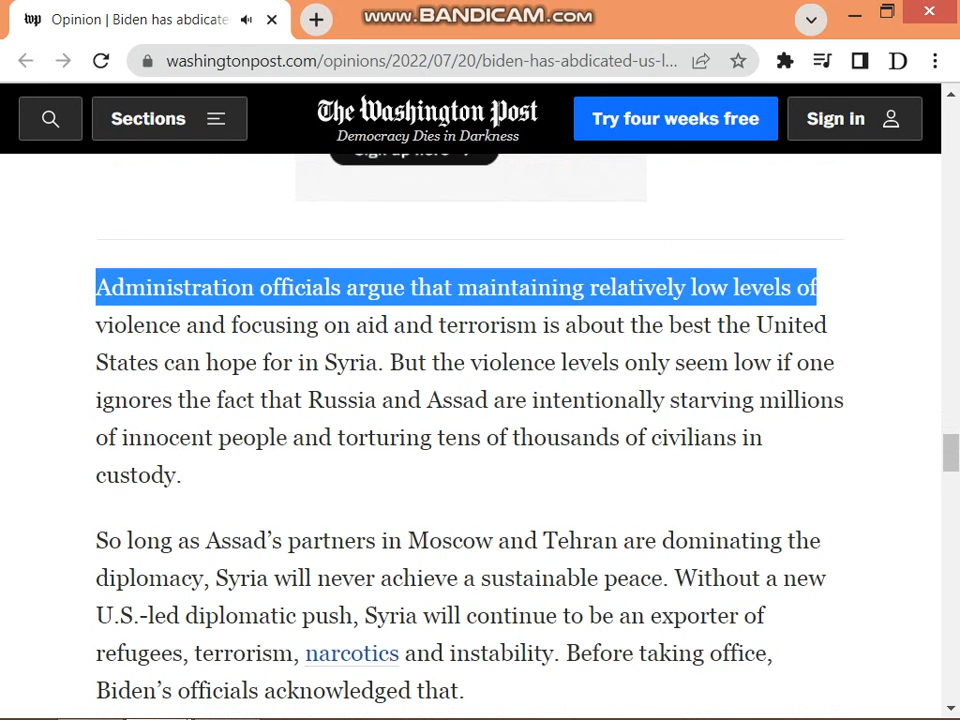 Opinion | Biden has abdicate
www.BANDICAM.com
washingtonpost.com/opinions/2022/07/20/biden-has-abdicated-us-l...
D
Sections
The Washington Post
Democracy Dies in Darkness
Try four weeks free
Sign in
Sign up here
Administration officials argue that maintaining relatively low levels of
violence and focusing on aid and terrorism is about the best the United
States can hope for in Syria. But the violence levels only seem low if one
ignores the fact that Russia and Assad are intentionally starving millions
of innocent people and torturing tens of thousands of civilians in
custody.
So long as Assad’s partners in Moscow and Tehran are dominating the
diplomacy, Syria will never achieve a sustainable peace. Without a new
U.S.-led diplomatic push, Syria will continue to be an exporter of
refugees, terrorism, narcotics and instability. Before taking office,
Biden’s officials acknowledged that.